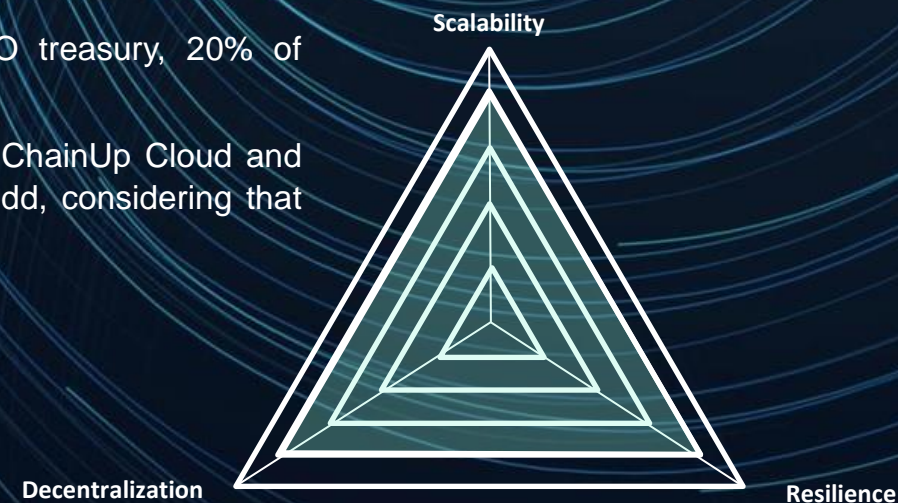 Scalability
O treasury, 20% of
ChainUp Cloud and
dd, considering that
Decentralization
Resilience